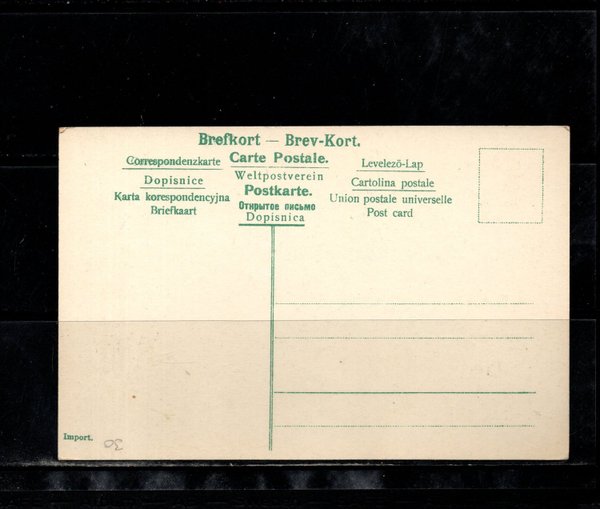 Brefkort — Brev-Kort.
Correspondenzkarte
Carte Postale.
Levelező-Lap
Dopisnice
Weltpostverein
Cartolina postale
Karta korespondencyjna
Postkarte.
Union postale universelle
Briefkaart
Открытое письмо
Post card
Dopisnica
Import.
30